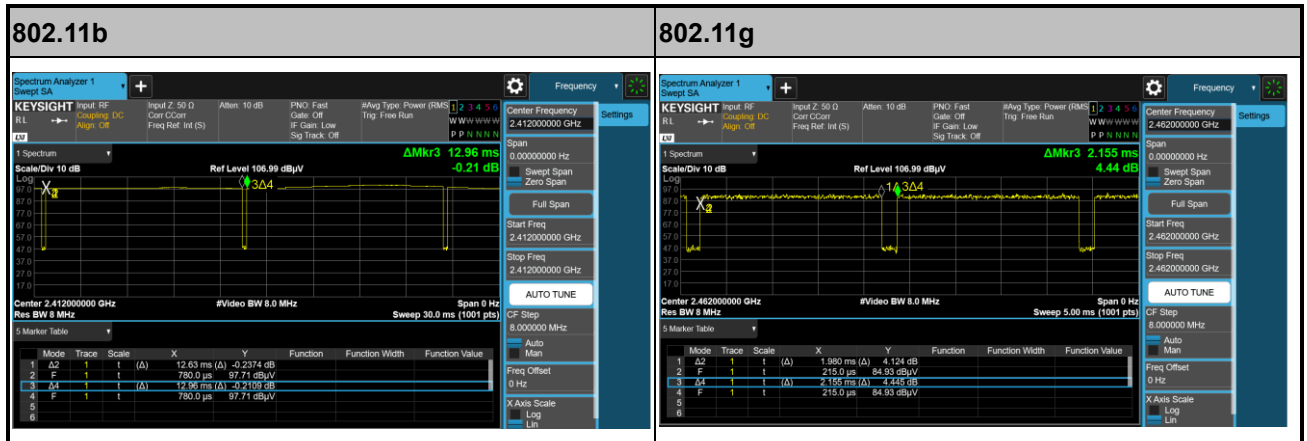 802.11b
Spectrum Analyzer 1
Swept SA
+
Frequency
KEYSIGHT
RL
LXI
Input: RF
Coupling: DC
Align: Off
Input Z: 50 Ω
Corr CCorr
Freq Ref: Int (S)
Atten: 10 dB
PNO: Fast
Gate: Off
IF Gain: Low
Sig Track: Off
#Avg Type: Power (RMS
Trig: Free Run
1 2 3 4 5 6
W W W W W W
P P N N N N
Center Frequency
2.412000000 GHz
Settings
1 Spectrum
ΔMkr3 12.96 ms
Scale/Div 10 dB
Ref Level 106.99 dBµV
-0.21 dB
Log
97.0
87.0
77.0
67.0
57.0
47.0
37.0
27.0
17.0
X
2
3Δ4
Span
0.00000000 Hz
Swept Span
Zero Span
Full Span
Start Freq
2.412000000 GHz
Stop Freq
2.412000000 GHz
AUTO TUNE
Center 2.412000000 GHz
#Video BW 8.0 MHz
Span 0 Hz
Res BW 8 MHz
Sweep 30.0 ms (1001 pts)
CF Step
8.000000 MHz
Auto
Man
Freq Offset
0 Hz
X Axis Scale
Log
Lin
5 Marker Table
Mode Trace Scale X Y Function Function Width Function Value
1 Δ2 1 t (Δ) 12.63 ms (Δ) -0.2374 dB
2 F 1 t 780.0 µs 97.71 dBµV
3 Δ4 1 t (Δ) 12.96 ms (Δ) -0.2109 dB
4 F 1 t 780.0 µs 97.71 dBµV
5
6
802.11g
Spectrum Analyzer 1
Swept SA
+
Frequency
KEYSIGHT
RL
LXI
Input: RF
Coupling: DC
Align: Off
Input Z: 50 Ω
Corr CCorr
Freq Ref: Int (S)
Atten: 10 dB
PNO: Fast
Gate: Off
IF Gain: Low
Sig Track: Off
#Avg Type: Power (RMS
Trig: Free Run
1 2 3 4 5 6
W W W W W W
P P N N N N
Center Frequency
2.462000000 GHz
Settings
1 Spectrum
ΔMkr3 2.155 ms
Scale/Div 10 dB
Ref Level 106.99 dBµV
4.44 dB
Log
97.0
87.0
77.0
67.0
57.0
47.0
37.0
27.0
17.0
X
2
3Δ4
Span
0.00000000 Hz
Swept Span
Zero Span
Full Span
Start Freq
2.462000000 GHz
Stop Freq
2.462000000 GHz
AUTO TUNE
Center 2.462000000 GHz
#Video BW 8.0 MHz
Span 0 Hz
Res BW 8 MHz
Sweep 5.00 ms (1001 pts)
CF Step
8.000000 MHz
Auto
Man
Freq Offset
0 Hz
X Axis Scale
Log
Lin
5 Marker Table
Mode Trace Scale X Y Function Function Width Function Value
1 Δ2 1 t (Δ) 1.980 ms (Δ) 4.124 dB
2 F 1 t 215.0 µs 84.93 dBµV
3 Δ4 1 t (Δ) 2.155 ms (Δ) 4.445 dB
4 F 1 t 215.0 µs 84.93 dBµV
5
6